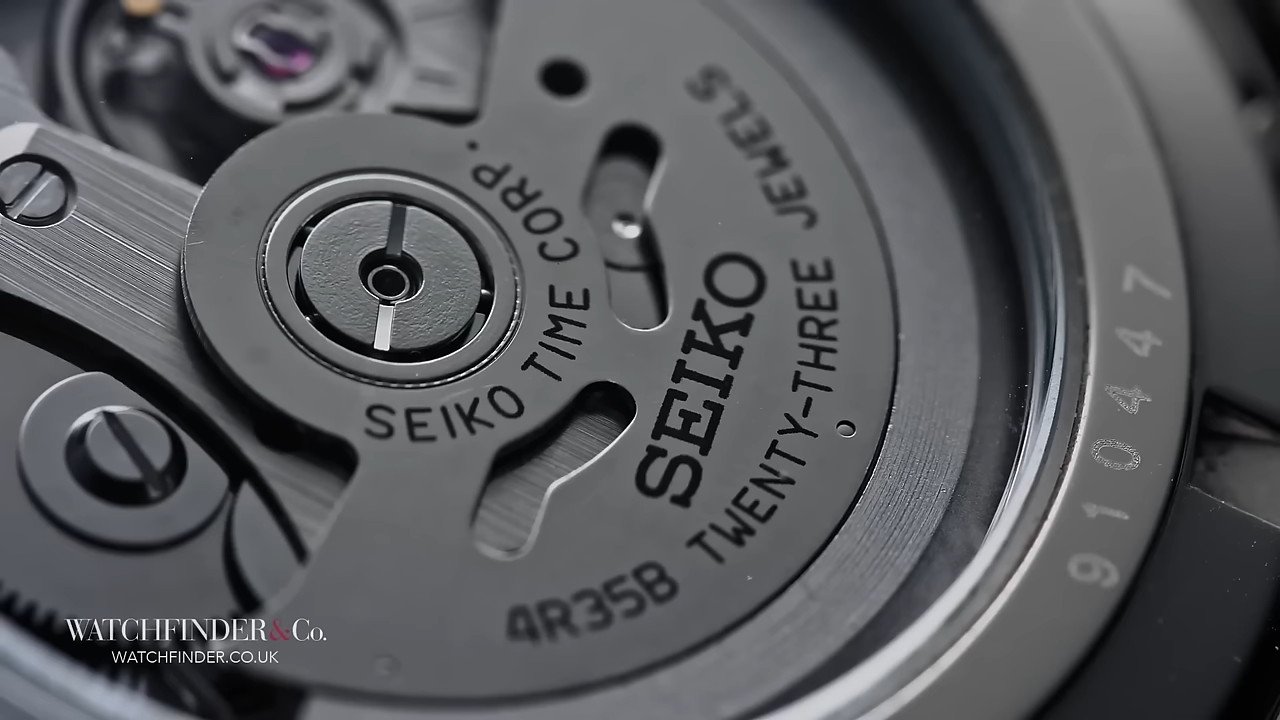 SEIKO TIME CORP.
SEIKO
TWENTY-THREE JEWELS
4R35B
910447
WATCHFINDER&Co.
WATCHFINDER.CO.UK